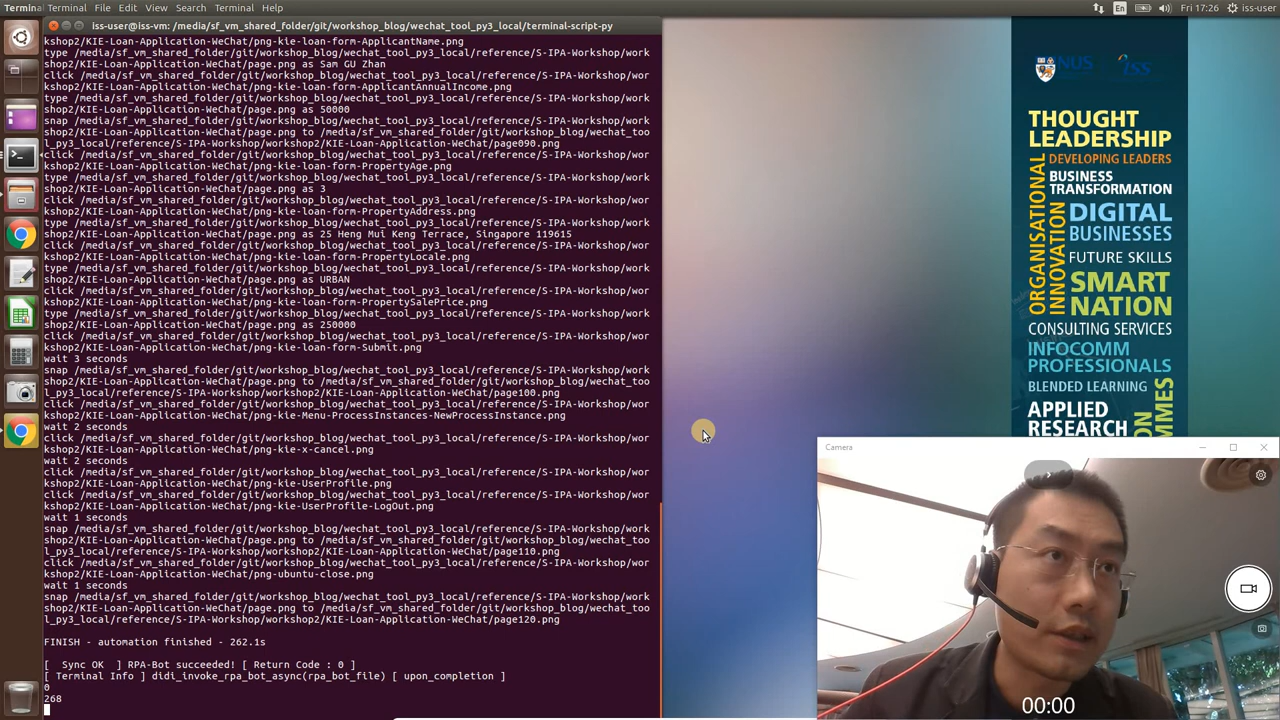 Terminal
Terminal File Edit View Search Terminal Help
En
Fri 17:26
iss-user
iss-user@iss-vm: /media/sf_vm_shared_folder/git/workshop_blog/wechat_tool_py3_local/terminal-script-py
kshop2/KIE-Loan-Application-WeChat/png-kie-loan-form-ApplicantName.png
type /media/sf_vm_shared_folder/git/workshop_blog/wechat_tool_py3_local/reference/S-IPA-Workshop/work
shop2/KIE-Loan-Application-WeChat/page.png as Sam GU Zhan
click /media/sf_vm_shared_folder/git/workshop_blog/wechat_tool_py3_local/reference/S-IPA-Workshop/wor
kshop2/KIE-Loan-Application-WeChat/png-kie-loan-form-ApplicantAnnualIncome.png
type /media/sf_vm_shared_folder/git/workshop_blog/wechat_tool_py3_local/reference/S-IPA-Workshop/work
shop2/KIE-Loan-Application-WeChat/page.png as 50000
snap /media/sf_vm_shared_folder/git/workshop_blog/wechat_tool_py3_local/reference/S-IPA-Workshop/work
shop2/KIE-Loan-Application-WeChat/page.png to /media/sf_vm_shared_folder/git/workshop_blog/wechat_too
l_py3_local/reference/S-IPA-Workshop/workshop2/KIE-Loan-Application-WeChat/page090.png
click /media/sf_vm_shared_folder/git/workshop_blog/wechat_tool_py3_local/reference/S-IPA-Workshop/wor
kshop2/KIE-Loan-Application-WeChat/png-kie-loan-form-PropertyAge.png
type /media/sf_vm_shared_folder/git/workshop_blog/wechat_tool_py3_local/reference/S-IPA-Workshop/work
shop2/KIE-Loan-Application-WeChat/page.png as 3
click /media/sf_vm_shared_folder/git/workshop_blog/wechat_tool_py3_local/reference/S-IPA-Workshop/wor
kshop2/KIE-Loan-Application-WeChat/png-kie-loan-form-PropertyAddress.png
type /media/sf_vm_shared_folder/git/workshop_blog/wechat_tool_py3_local/reference/S-IPA-Workshop/work
shop2/KIE-Loan-Application-WeChat/page.png as 25 Heng Mui Keng Terrace, Singapore 119615
click /media/sf_vm_shared_folder/git/workshop_blog/wechat_tool_py3_local/reference/S-IPA-Workshop/wor
kshop2/KIE-Loan-Application-WeChat/png-kie-loan-form-PropertyLocale.png
type /media/sf_vm_shared_folder/git/workshop_blog/wechat_tool_py3_local/reference/S-IPA-Workshop/work
shop2/KIE-Loan-Application-WeChat/page.png as URBAN
click /media/sf_vm_shared_folder/git/workshop_blog/wechat_tool_py3_local/reference/S-IPA-Workshop/wor
kshop2/KIE-Loan-Application-WeChat/png-kie-loan-form-PropertySalePrice.png
type /media/sf_vm_shared_folder/git/workshop_blog/wechat_tool_py3_local/reference/S-IPA-Workshop/work
shop2/KIE-Loan-Application-WeChat/page.png as 250000
click /media/sf_vm_shared_folder/git/workshop_blog/wechat_tool_py3_local/reference/S-IPA-Workshop/wor
kshop2/KIE-Loan-Application-WeChat/png-kie-loan-form-Submit.png
wait 3 seconds
snap /media/sf_vm_shared_folder/git/workshop_blog/wechat_tool_py3_local/reference/S-IPA-Workshop/work
shop2/KIE-Loan-Application-WeChat/page.png to /media/sf_vm_shared_folder/git/workshop_blog/wechat_too
l_py3_local/reference/S-IPA-Workshop/workshop2/KIE-Loan-Application-WeChat/page100.png
click /media/sf_vm_shared_folder/git/workshop_blog/wechat_tool_py3_local/reference/S-IPA-Workshop/wor
kshop2/KIE-Loan-Application-WeChat/png-kie-Menu-ProcessInstances-NewProcessInstance.png
wait 2 seconds
click /media/sf_vm_shared_folder/git/workshop_blog/wechat_tool_py3_local/reference/S-IPA-Workshop/wor
kshop2/KIE-Loan-Application-WeChat/png-kie-x-cancel.png
wait 2 seconds
click /media/sf_vm_shared_folder/git/workshop_blog/wechat_tool_py3_local/reference/S-IPA-Workshop/wor
kshop2/KIE-Loan-Application-WeChat/png-kie-UserProfile.png
click /media/sf_vm_shared_folder/git/workshop_blog/wechat_tool_py3_local/reference/S-IPA-Workshop/wor
kshop2/KIE-Loan-Application-WeChat/png-kie-UserProfile-LogOut.png
wait 1 seconds
snap /media/sf_vm_shared_folder/git/workshop_blog/wechat_tool_py3_local/reference/S-IPA-Workshop/work
shop2/KIE-Loan-Application-WeChat/page.png to /media/sf_vm_shared_folder/git/workshop_blog/wechat_too
l_py3_local/reference/S-IPA-Workshop/workshop2/KIE-Loan-Application-WeChat/page110.png
click /media/sf_vm_shared_folder/git/workshop_blog/wechat_tool_py3_local/reference/S-IPA-Workshop/wor
kshop2/KIE-Loan-Application-WeChat/png-ubuntu-close.png
wait 1 seconds
snap /media/sf_vm_shared_folder/git/workshop_blog/wechat_tool_py3_local/reference/S-IPA-Workshop/work
shop2/KIE-Loan-Application-WeChat/page.png to /media/sf_vm_shared_folder/git/workshop_blog/wechat_too
l_py3_local/reference/S-IPA-Workshop/workshop2/KIE-Loan-Application-WeChat/page120.png
FINISH - automation finished - 262.1s
[  Sync OK  ] RPA-Bot succeeded! [ Return Code : 0 ]
[ Terminal Info ] didi_invoke_rpa_bot_async(rpa_bot_file) [ upon_completion ]
0
268
NUS
iss
THOUGHT
LEADERSHIP
DEVELOPING LEADERS
ORGANISATIONAL
INNOVATION
BUSINESS
TRANSFORMATION
DIGITAL
BUSINESSES
FUTURE SKILLS
SMART
NATION
CONSULTING SERVICES
INFOCOMM
PROFESSIONALS
BLENDED LEARNING
APPLIED
RESEARCH
Camera
00:00